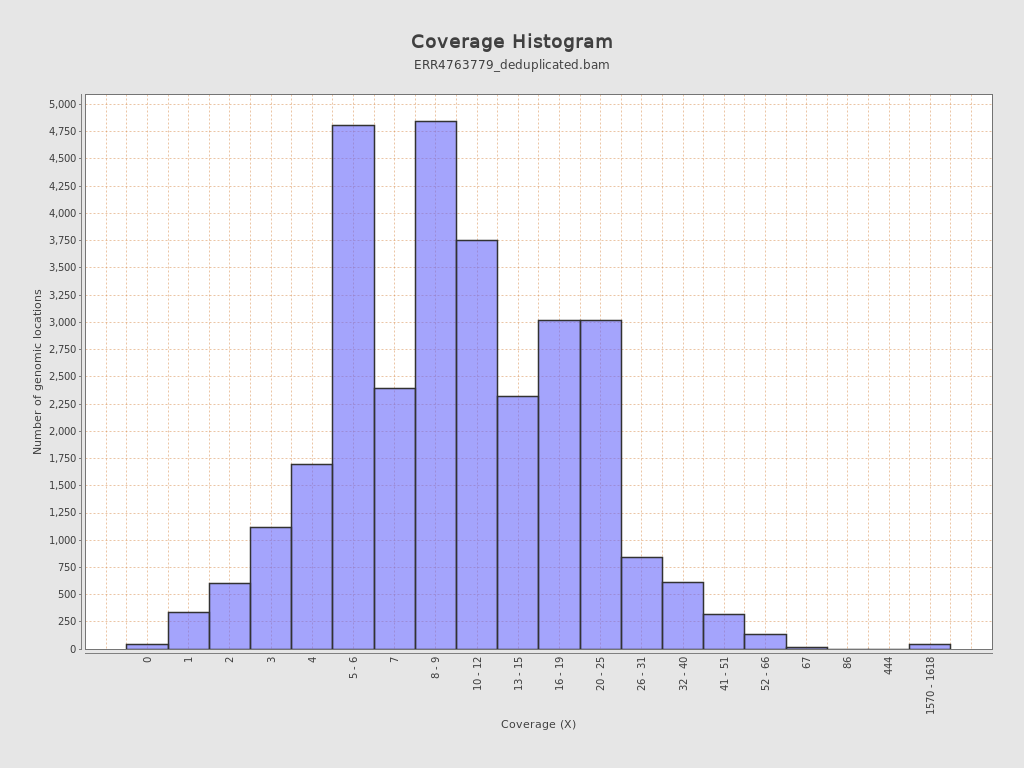 Coverage Histogram
ERR4763779_deduplicated.bam
Number of genomic locations
5,000
4,750
4,500
4,250
4,000
3,750
3,500
3,250
3,000
2,750
2,500
2,250
2,000
1,750
1,500
1,250
1,000
750
500
250
0
0
1
2
3
4
5 - 6
7
8 - 9
10 - 12
13 - 15
16 - 19
20 - 25
26 - 31
32 - 40
41 - 51
52 - 66
67
86
444
1570 - 1618
Coverage (X)